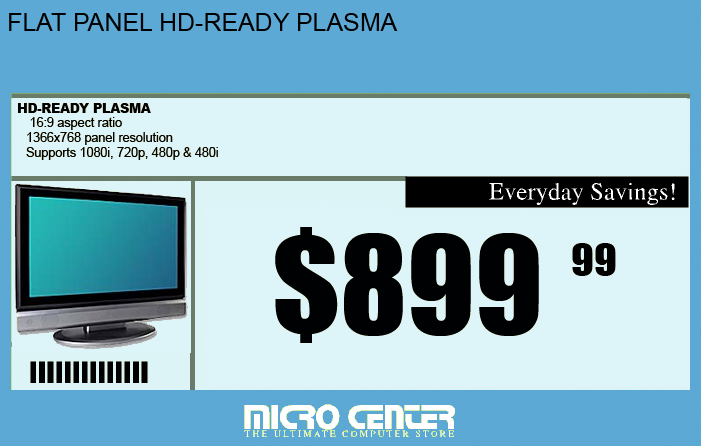 FLAT PANEL HD-READY PLASMA
HD-READY PLASMA
16:9 aspect ratio
1366x768 panel resolution
Supports 1080i, 720p, 480p & 480i
Everyday Savings!
$899 99
MICRO CENTER
THE ULTIMATE COMPUTER STORE